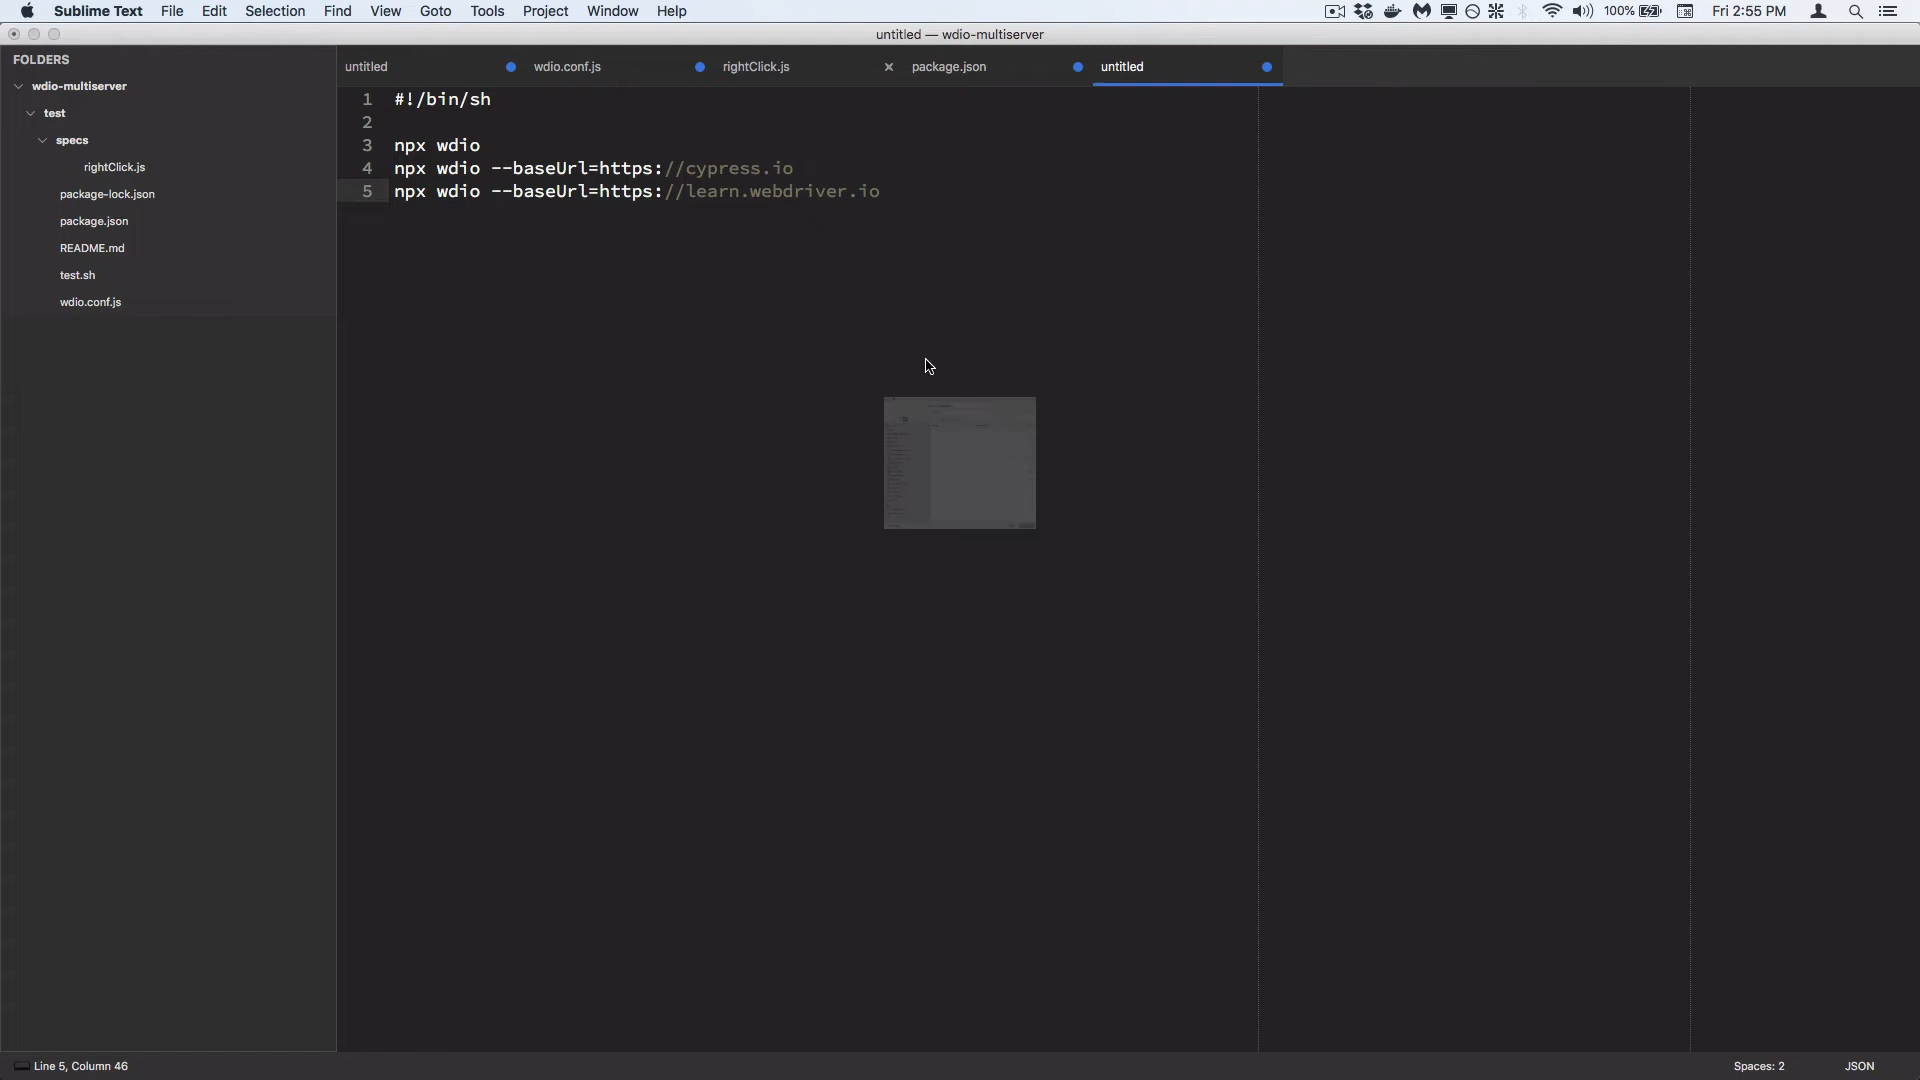 Sublime Text File Edit Selection Find View Goto Tools Project Window Help 100% Fri 2:55 PM
untitled — wdio-multiserver
FOLDERS
wdio-multiserver
test
specs
rightClick.js
package-lock.json
package.json
README.md
test.sh
wdio.conf.js
untitled wdio.conf.js rightClick.js package.json untitled
1 #!/bin/sh
2
3 npx wdio
4 npx wdio --baseUrl=https://cypress.io
5 npx wdio --baseUrl=https://learn.webdriver.io
Line 5, Column 46 Spaces: 2 JSON